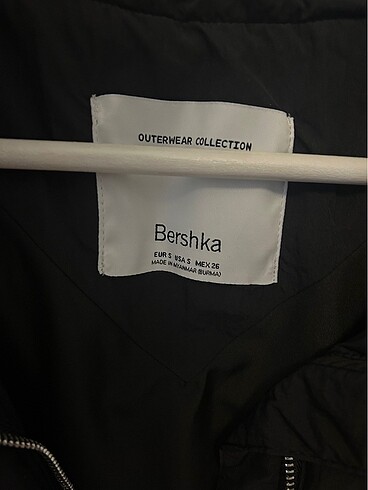 OUTERWEAR COLLECTION
Bershka
EUR S USA S MEX 26
MADE IN MYANMAR (BURMA)